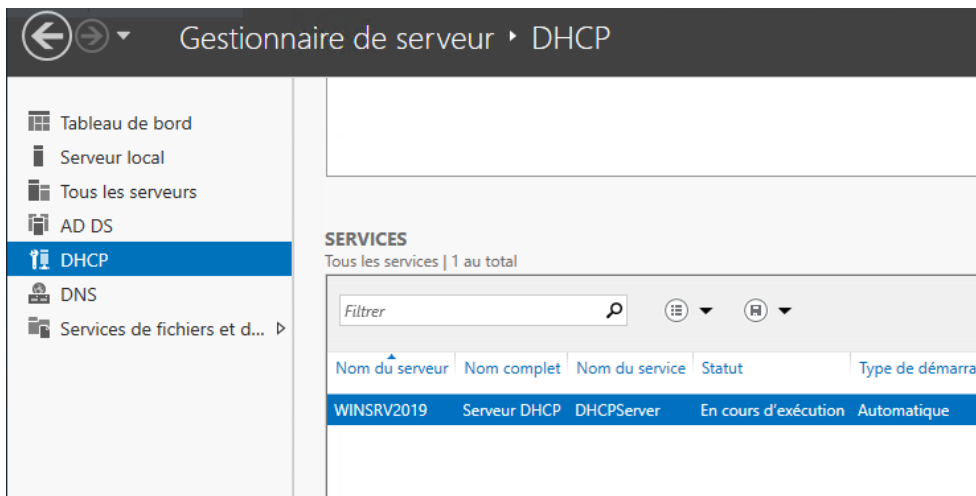 Gestionnaire de serveur ‣ DHCP
Tableau de bord
Serveur local
Tous les serveurs
AD DS
DHCP
DNS
Services de fichiers et d...
SERVICES
Tous les services | 1 au total
Filtrer
Nom du serveur Nom complet Nom du service Statut Type de démarra
WINSRV2019 Serveur DHCP DHCPServer En cours d’exécution Automatique